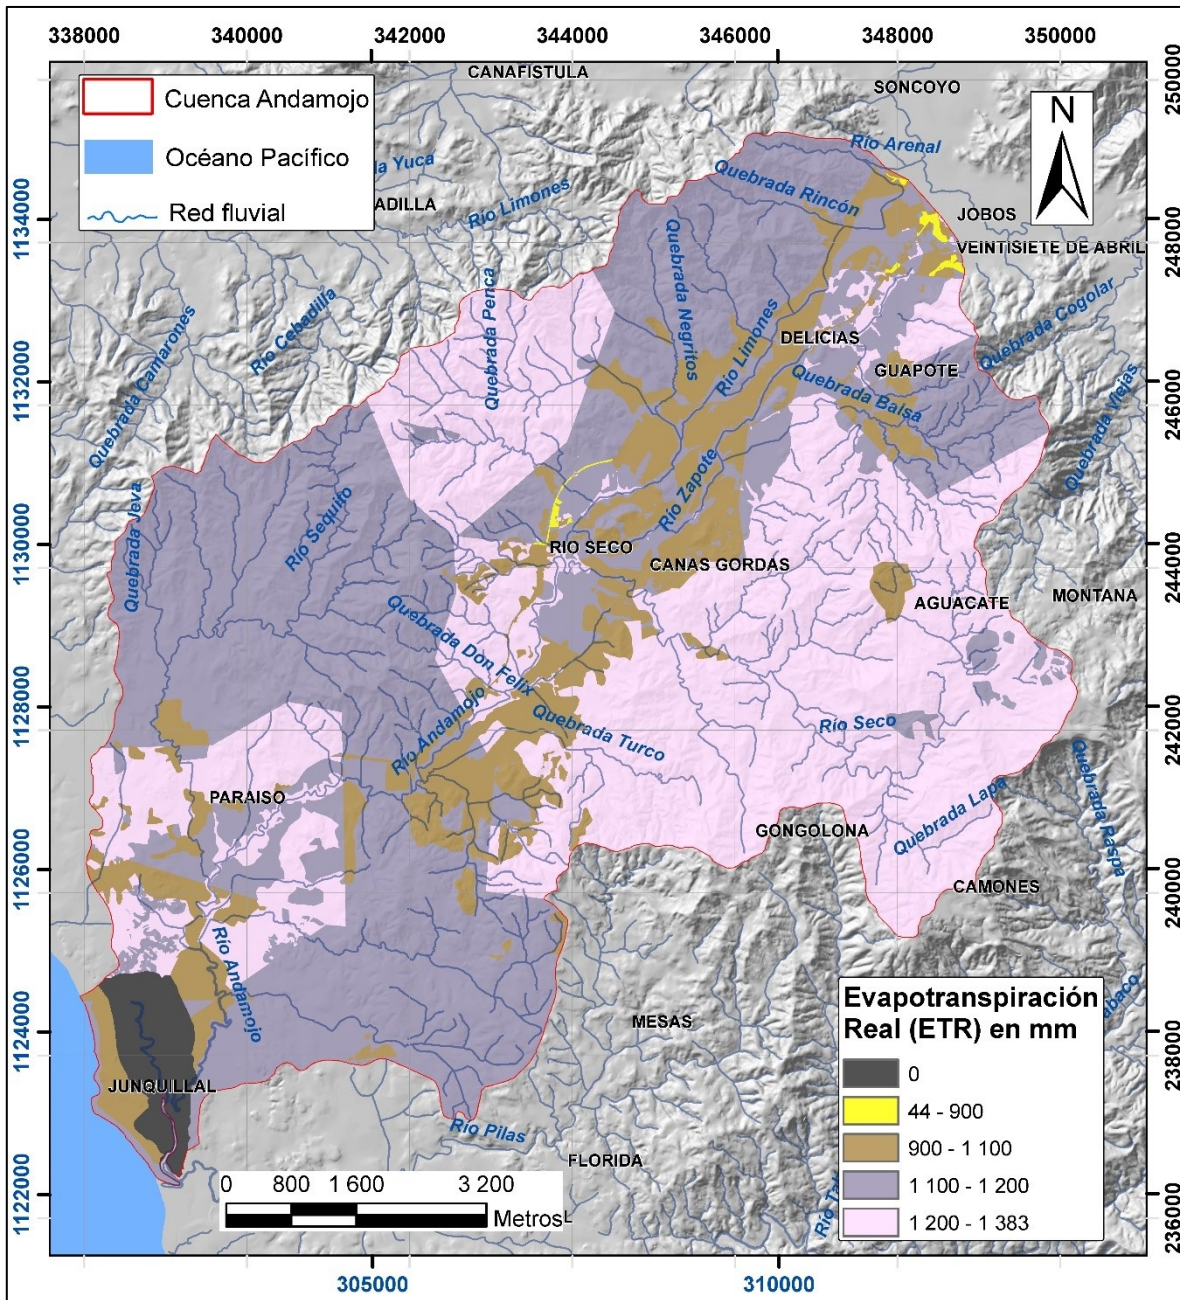 338000 340000 342000 344000 346000 348000 350000
Cuenca Andamojo
Océano Pacífico
Red fluvial
CANAFISTULA
SONCOYO
N
250000
Río Arenal
la Yuca
Quebrada Rincón
ADILLA
Río Limones
JOBOS
VEINTISIETE DE ABRIL
1134000
248000
Quebrada Camarones
Río Cebadilla
Quebrada Penca
Quebrada Negritos
Río Limones
DELICIAS
GUAPOTE
Quebrada Cogolar
Quebrada Balsa
Quebrada Viejas
1132000
246000
Quebrada Jeva
Río Sequito
Río Zapote
RIO SECO
CANAS GORDAS
1130000
244000
AGUACATE
MONTANA
Quebrada Don Felix
Río Andamojo
Quebrada Turco
Río Seco
1128000
242000
PARAISO
GONGOLONA
Quebrada Lapa
Quebrada Raspa
CAMONES
1126000
240000
Río Andamojo
MESAS
abaco
1124000
238000
JUNQUILLAL
Río Pilas
FLORIDA
1122000
236000
0 800 1 600 3 200
Metros
Evapotranspiración
Real (ETR) en mm
0
44 - 900
900 - 1 100
1 100 - 1 200
1 200 - 1 383
305000 310000